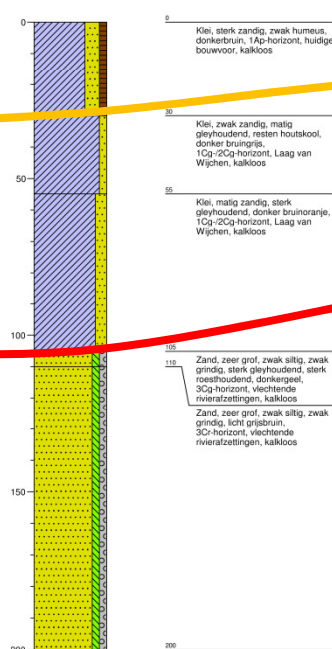 0
0
Klei, sterk zandig, zwak humeus,
donkerbruin, 1Ap-horizont, huidige
bouwvoor, kalkloos
30
Klei, zwak zandig, matig
gleyhoudend, resten houtskool,
donker bruingrijs,
1Cg-/2Cg-horizont, Laag van
Wijchen, kalkloos
50
55
Klei, matig zandig, sterk
gleyhoudend, donker bruinoranje,
1Cg-/2Cg-horizont, Laag van
Wijchen, kalkloos
100
105
Zand, zeer grof, zwak siltig, zwak
grindig, sterk gleyhoudend, sterk
roesthoudend, donkergeel,
3Cg-horizont, vlechtende
rivierafzettingen, kalkloos
110
Zand, zeer grof, zwak siltig, zwak
grindig, licht grijsbruin,
3Cr-horizont, vlechtende
rivierafzettingen, kalkloos
150
200
200